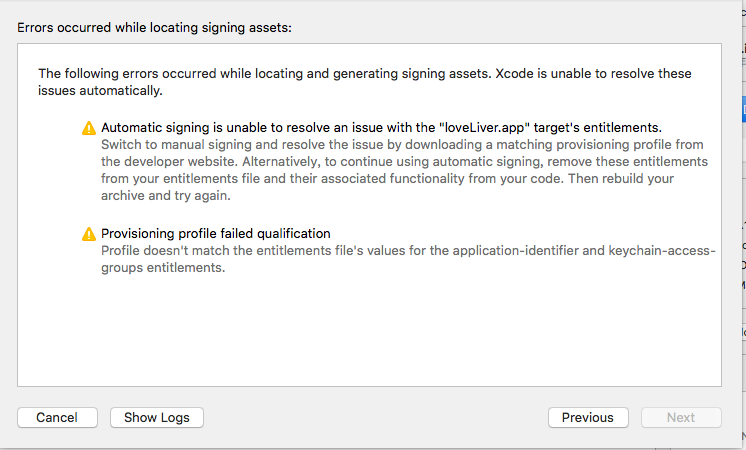 Errors occurred while locating signing assets:
The following errors occurred while locating and generating signing assets. Xcode is unable to resolve these
issues automatically.
Automatic signing is unable to resolve an issue with the "loveLiver.app" target's entitlements.
Switch to manual signing and resolve the issue by downloading a matching provisioning profile from
the developer website. Alternatively, to continue using automatic signing, remove these entitlements
from your entitlements file and their associated functionality from your code. Then rebuild your
archive and try again.
Provisioning profile failed qualification
Profile doesn't match the entitlements file's values for the application-identifier and keychain-access-
groups entitlements.
Cancel
Show Logs
Previous
Next